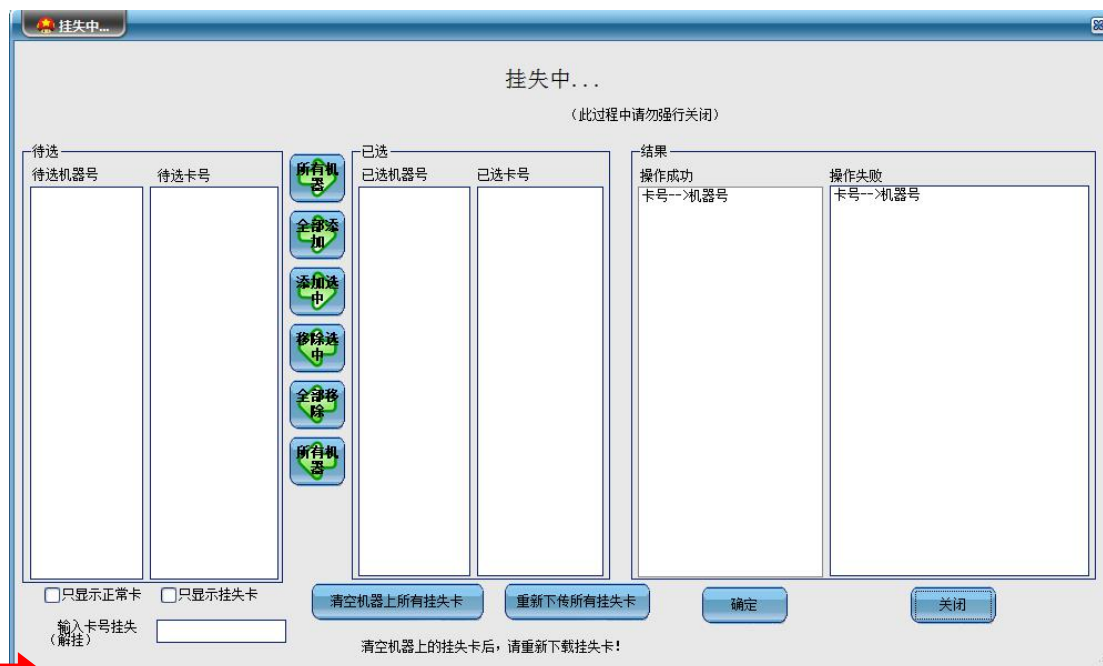 挂失中...
挂失中...
(此过程中请勿强行关闭)
待选
待选机器号 待选卡号
所有机器
全部添加
添加选中
移除选中
全部移除
所有机器
已选
已选机器号 已选卡号
结果
操作成功 操作失败
卡号-->机器号 卡号-->机器号
只显示正常卡 只显示挂失卡
输入卡号挂失
(解挂)
清空机器上所有挂失卡 重新下传所有挂失卡 确定 关闭
清空机器上的挂失卡后,请重新下载挂失卡!